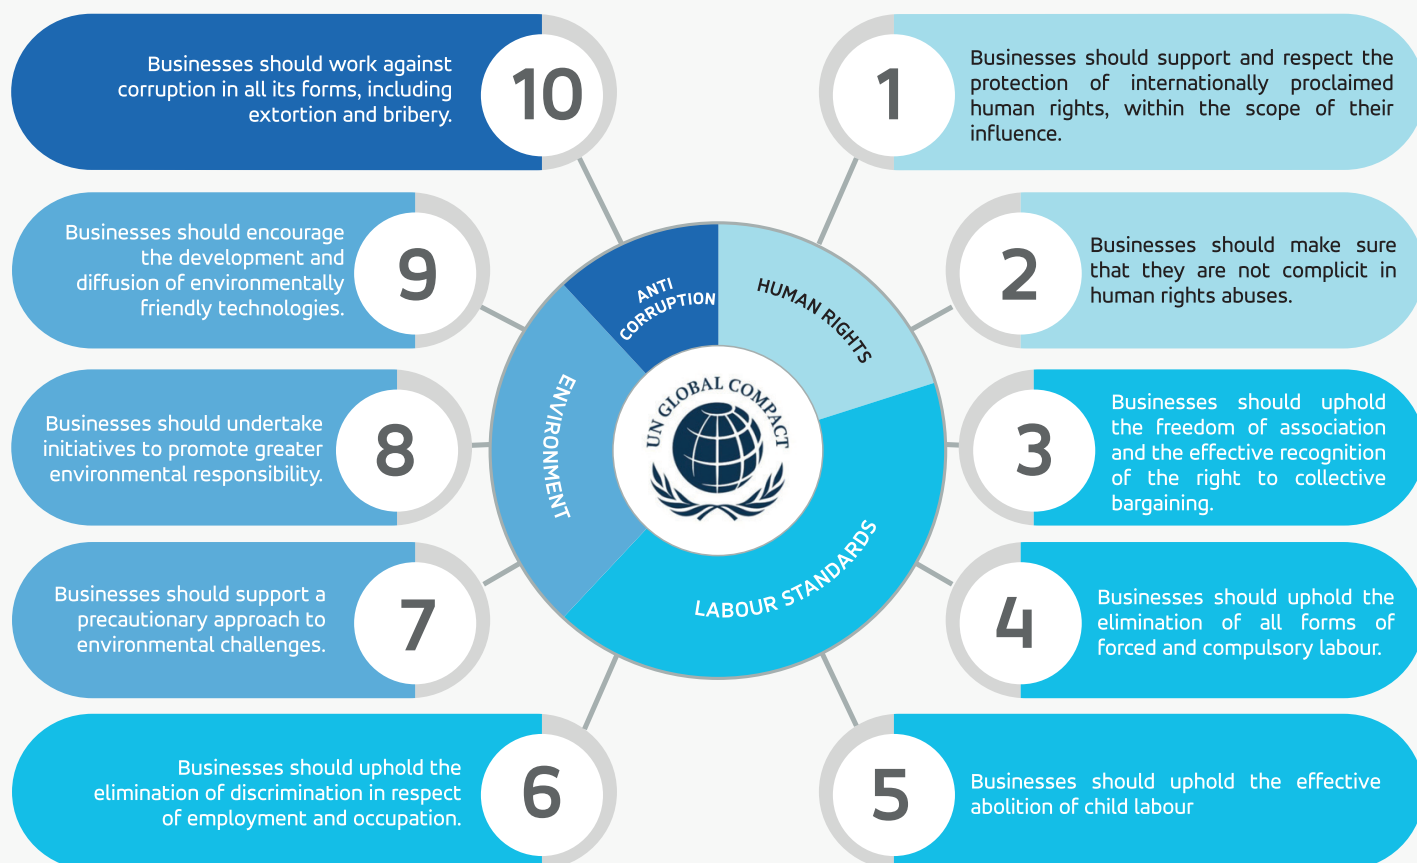 1
Businesses should support and respect the
protection of internationally proclaimed
human rights, within the scope of their
influence.
2
Businesses should make sure
that they are not complicit in
human rights abuses.
3
Businesses should uphold
the freedom of association
and the effective recognition
of the right to collective
bargaining.
4
Businesses should uphold the
elimination of all forms of
forced and compulsory labour.
5
Businesses should uphold the effective
abolition of child labour
6
Businesses should uphold the
elimination of discrimination in respect
of employment and occupation.
7
Businesses should support a
precautionary approach to
environmental challenges.
8
Businesses should undertake
initiatives to promote greater
environmental responsibility.
9
Businesses should encourage
the development and
diffusion of environmentally
friendly technologies.
10
Businesses should work against
corruption in all its forms, including
extortion and bribery.
HUMAN RIGHTS
LABOUR STANDARDS
ENVIRONMENT
ANTI
CORRUPTION
UN GLOBAL COMPACT